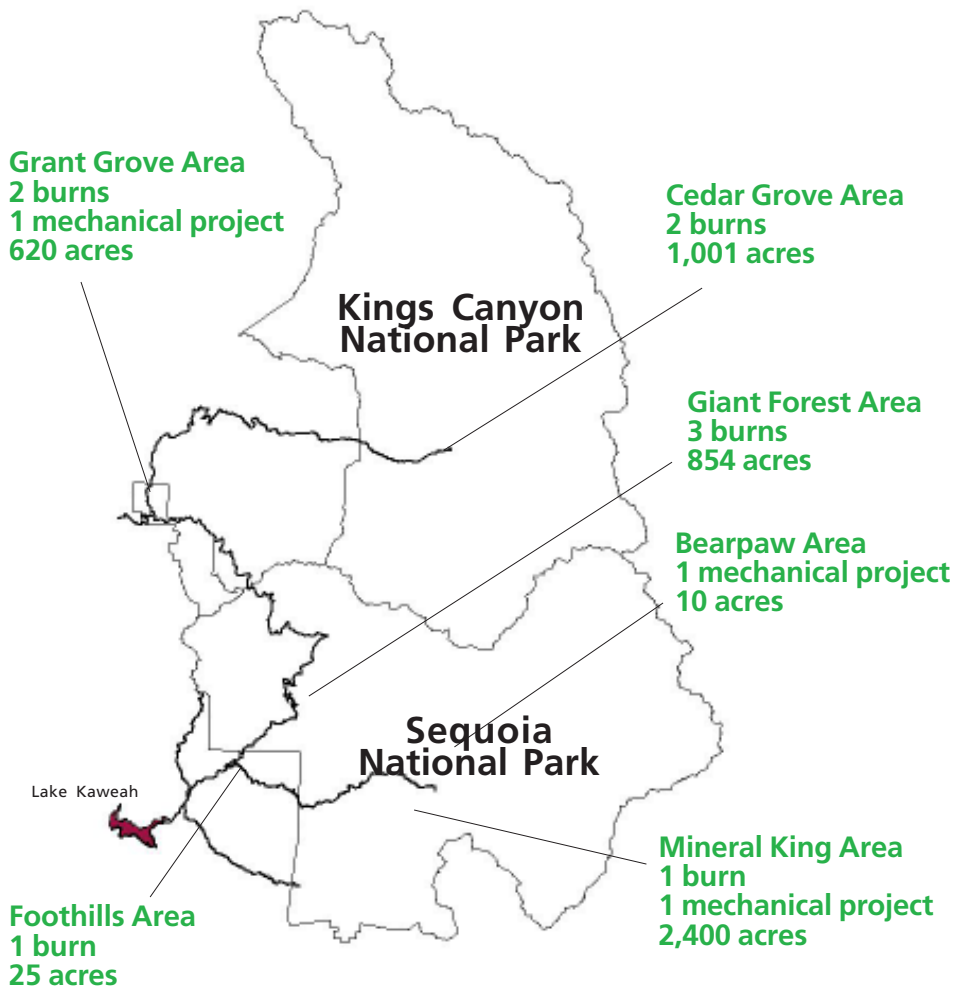 Grant Grove Area
2 burns
1 mechanical project
620 acres
Cedar Grove Area
2 burns
1,001 acres
Kings Canyon
National Park
Giant Forest Area
3 burns
854 acres
Bearpaw Area
1 mechanical project
10 acres
Sequoia
National Park
Lake Kaweah
Mineral King Area
1 burn
1 mechanical project
2,400 acres
Foothills Area
1 burn
25 acres